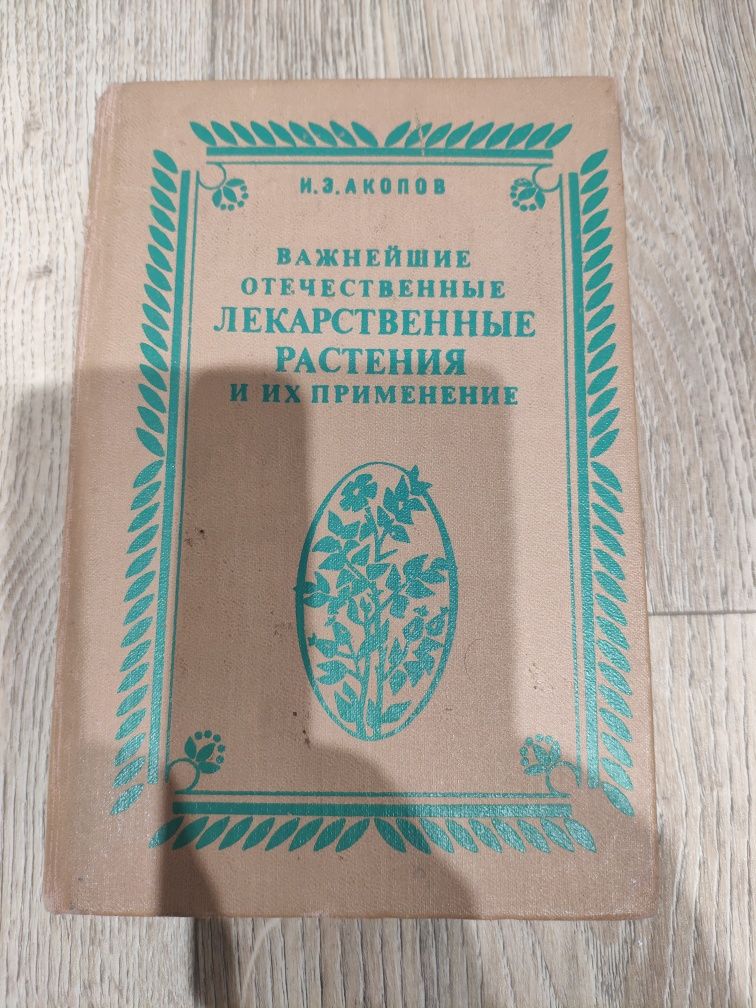 И.Э.АКОПОВ
ВАЖНЕЙШИЕ
ОТЕЧЕСТВЕННЫЕ
ЛЕКАРСТВЕННЫЕ
РАСТЕНИЯ
И ИХ ПРИМЕНЕНИЕ